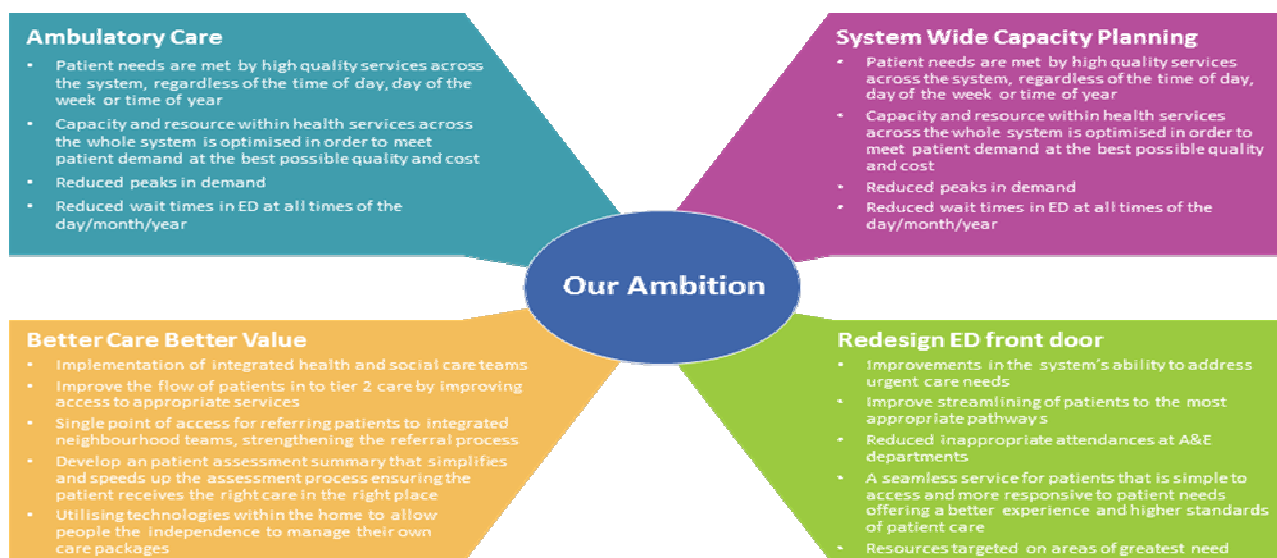 Ambulatory Care
• Patient needs are met by high quality services across
the system, regardless of the time of day, day of the
week or time of year
• Capacity and resource within health services across
the whole system is optimised in order to meet
patient demand at the best possible quality and cost
• Reduced peaks in demand
• Reduced wait times in ED at all times of the
day/month/year
System Wide Capacity Planning
• Patient needs are met by high quality services
across the system, regardless of the time of day,
day of the week or time of year
• Capacity and resource within health services
across the whole system is optimised in order to
meet patient demand at the best possible quality
and cost
• Reduced peaks in demand
• Reduced wait times in ED at all times of the
day/month/year
Our Ambition
Better Care Better Value
• Implementation of integrated health and social care teams
• Improve the flow of patients in to tier 2 care by improving
access to appropriate services
• Single point of access for referring patients to integrated
neighbourhood teams, strengthening the referral process
• Develop an patient assessment summary that simplifies
and speeds up the assessment process ensuring the
patient receives the right care in the right place
• Utilising technologies within the home to allow
people the independence to manage their own
care packages
Redesign ED front door
• Improvements in the system's ability to address
urgent care needs
• Improve streamlining of patients to the most
appropriate pathways
• Reduced inappropriate attendances at A&E
departments
• A seamless service for patients that is simple to
access and more responsive to patient needs
offering a better experience and higher standards
of patient care
• Resources targeted on areas of greatest need